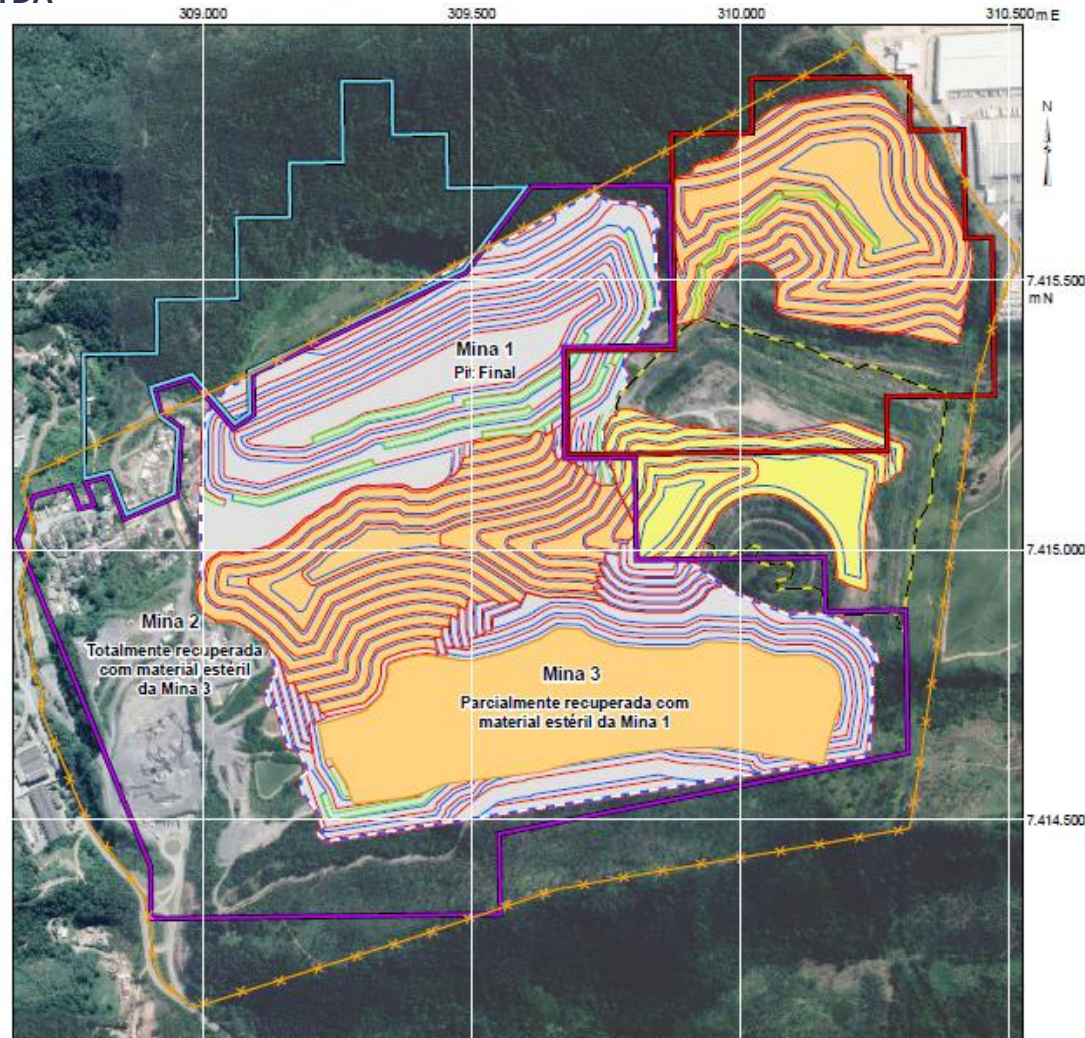 309.000
309.500
310.000
310.500 m E
N
7.415.500
m N
Mina 1
Pit Final
7.415.000
Mina 2
Totalmente recuperada
com material estéril
da Mina 3
Mina 3
Parcialmente recuperada com
material estéril da Mina 1
7.414.500